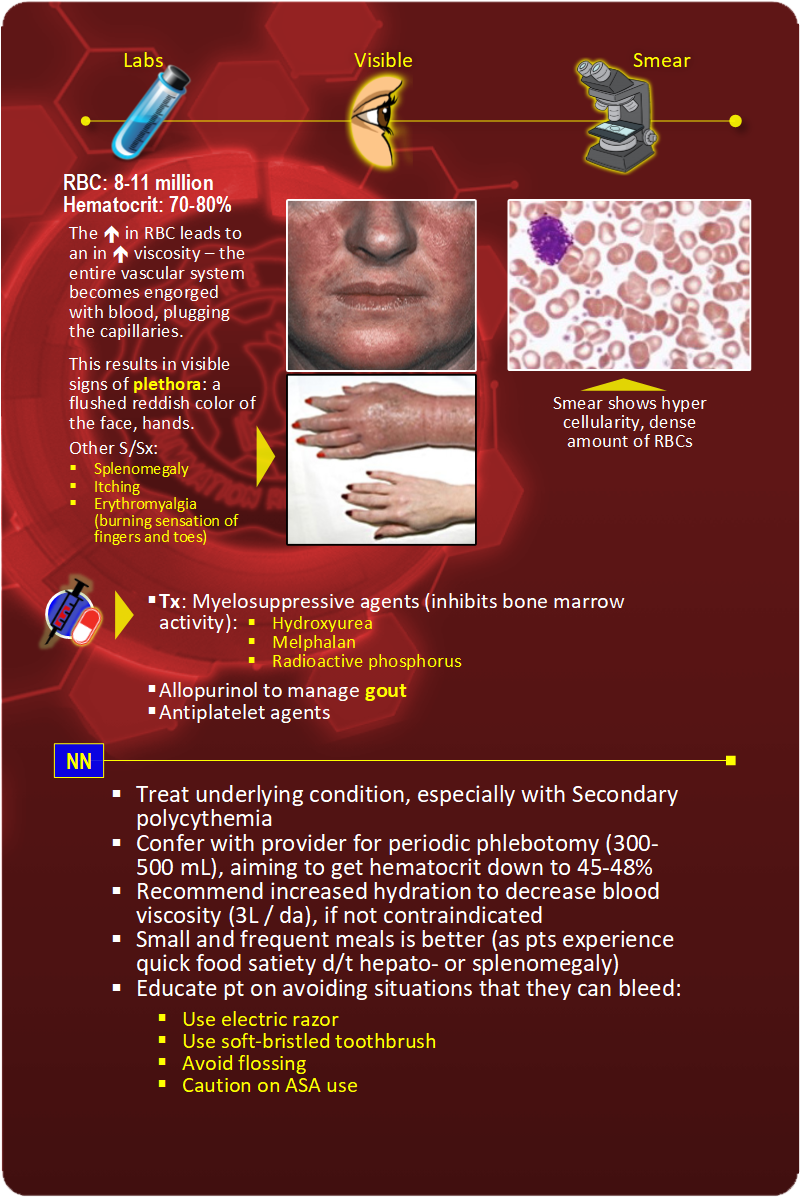 Labs
Visible
Smear
RBC: 8-11 million
Hematocrit: 70-80%
The ↑ in RBC leads to
an in ↑ viscosity – the
entire vascular system
becomes engorged
with blood, plugging
the capillaries.
This results in visible
signs of plethora: a
flushed reddish color of
the face, hands.
Other S/Sx:
▪ Splenomegaly
▪ Itching
▪ Erythromyalgia
(burning sensation of
fingers and toes)
Smear shows hyper
cellularity, dense
amount of RBCs
▪ Tx: Myelosuppressive agents (inhibits bone marrow
activity): ▪ Hydroxyurea
▪ Melphalan
▪ Radioactive phosphorus
▪ Allopurinol to manage gout
▪ Antiplatelet agents
NN
▪ Treat underlying condition, especially with Secondary
polycythemia
▪ Confer with provider for periodic phlebotomy (300-
500 mL), aiming to get hematocrit down to 45-48%
▪ Recommend increased hydration to decrease blood
viscosity (3L / da), if not contraindicated
▪ Small and frequent meals is better (as pts experience
quick food satiety d/t hepato- or splenomegaly)
▪ Educate pt on avoiding situations that they can bleed:
▪ Use electric razor
▪ Use soft-bristled toothbrush
▪ Avoid flossing
▪ Caution on ASA use